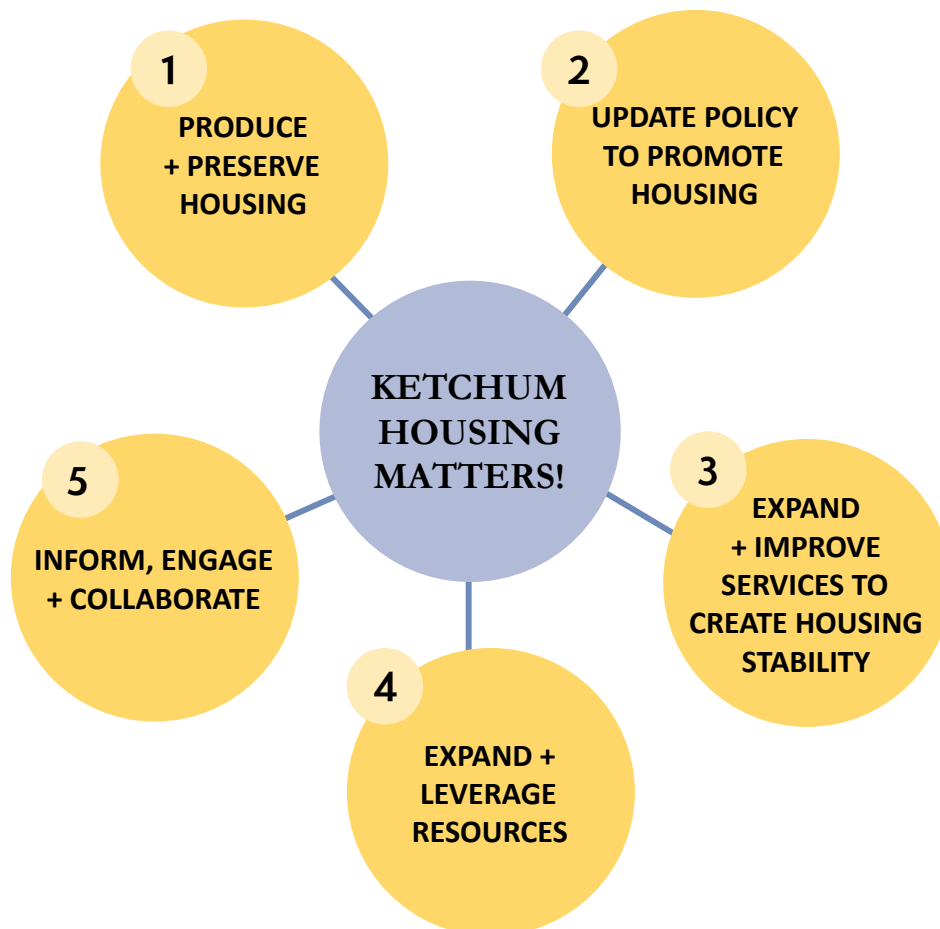 1
PRODUCE
+ PRESERVE
HOUSING
2
UPDATE POLICY
TO PROMOTE
HOUSING
KETCHUM
HOUSING
MATTERS!
3
EXPAND
+ IMPROVE
SERVICES TO
CREATE HOUSING
STABILITY
4
EXPAND +
LEVERAGE
RESOURCES
5
INFORM, ENGAGE
+ COLLABORATE